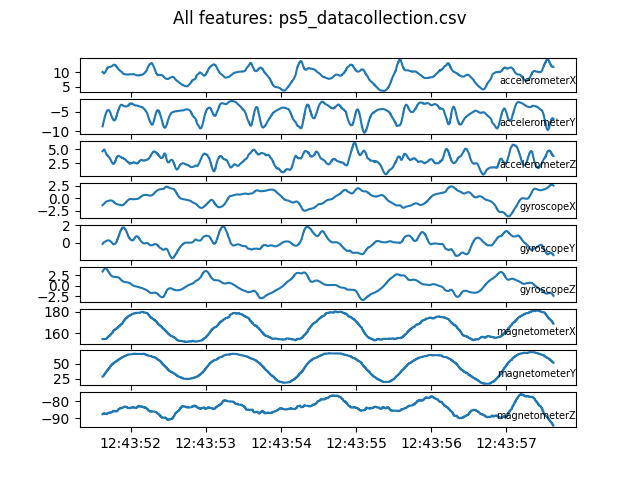 All features: ps5_datacollection.csv
10
5
accelerometerX
−5
−10
accelerometerY
5.0
2.5
accelerometerZ
2.5
0.0
−2.5
gyroscopeX
2
0
gyroscopeY
2.5
0.0
−2.5
gyroscopeZ
180
160
magnetometerX
50
25
magnetometerY
−80
−90
magnetometerZ
12:43:52 12:43:53 12:43:54 12:43:55 12:43:56 12:43:57